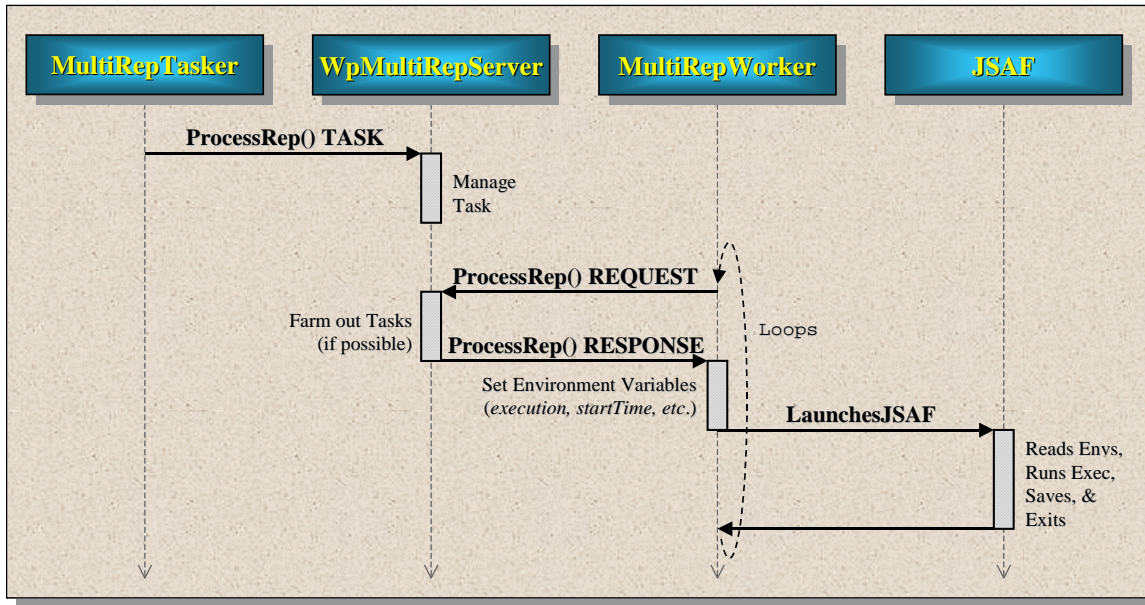 MultiRepTasker
WpMultiRepServer
MultiRepWorker
JSAF
ProcessRep() TASK
Manage
Task
ProcessRep() REQUEST
Farm out Tasks
(if possible)
Loops
ProcessRep() RESPONSE
Set Environment Variables
(execution, startTime, etc.)
LaunchesJSAF
Reads Envs,
Runs Exec,
Saves, &
Exits